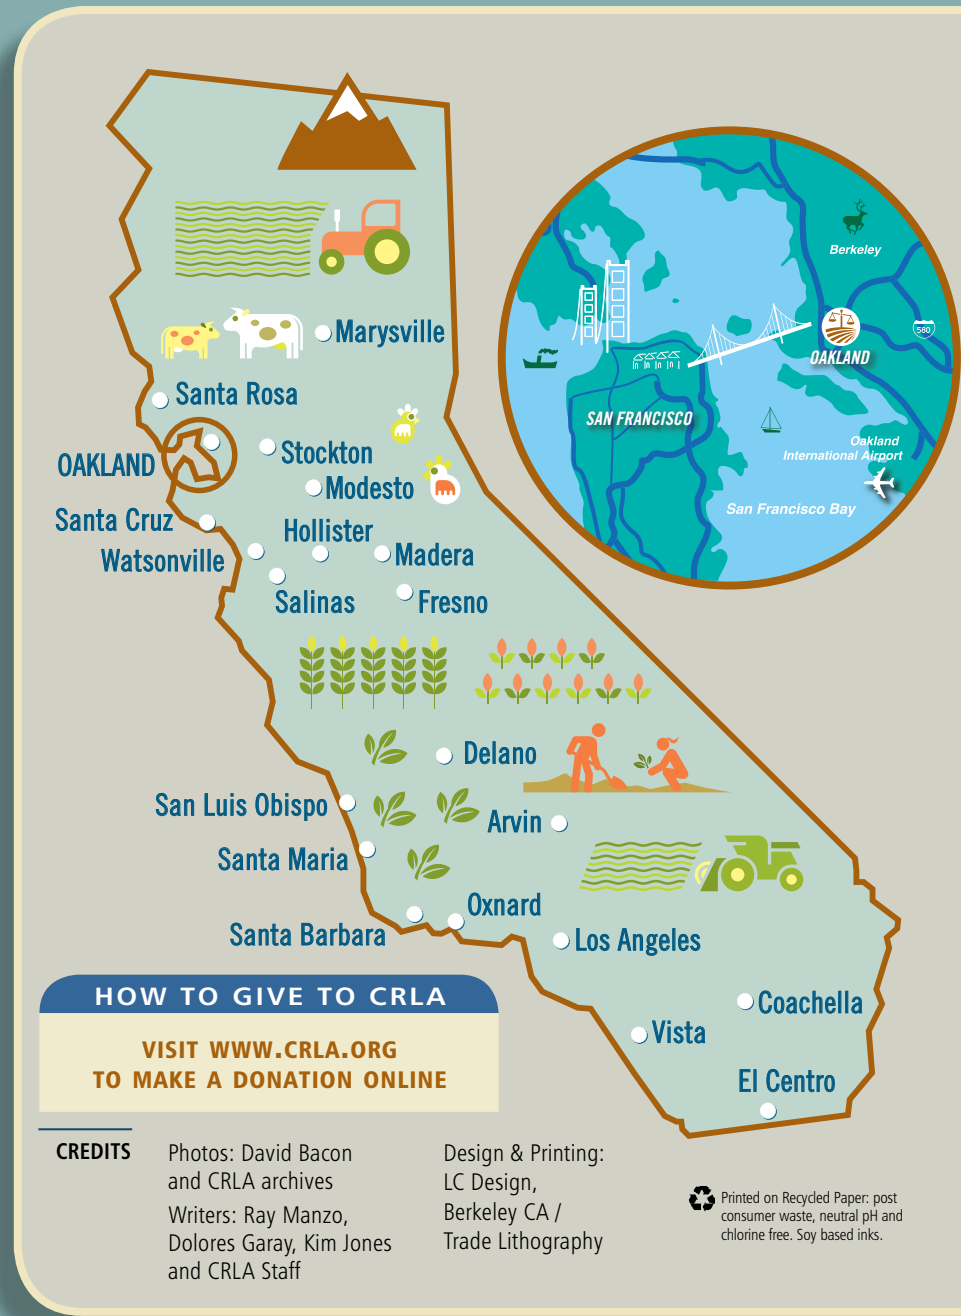 Marysville
Santa Rosa
OAKLAND
Stockton
Modesto
Santa Cruz
Hollister
Watsonville
Madera
Salinas
Fresno
Delano
San Luis Obispo
Arvin
Santa Maria
Oxnard
Santa Barbara
Los Angeles
Coachella
Vista
El Centro
Berkeley
580
OAKLAND
SAN FRANCISCO
Oakland
International Airport
San Francisco Bay
HOW TO GIVE TO CRLA
VISIT WWW.CRLA.ORG
TO MAKE A DONATION ONLINE
CREDITS
Photos: David Bacon
and CRLA archives
Writers: Ray Manzo,
Dolores Garay, Kim Jones
and CRLA Staff
Design & Printing:
LC Design,
Berkeley CA /
Trade Lithography
Printed on Recycled Paper: post
consumer waste, neutral pH and
chlorine free. Soy based inks.